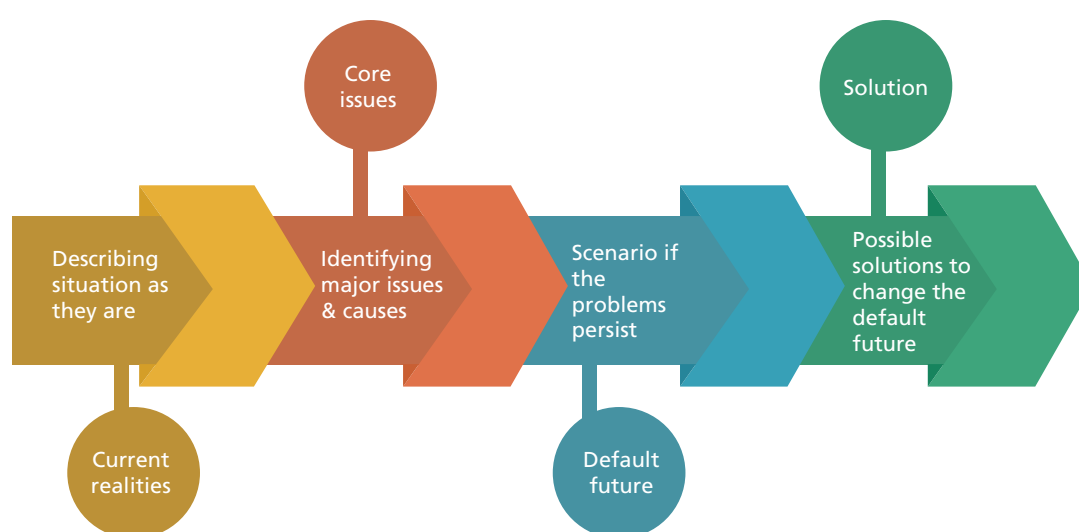 Core
issues
Solution
Describing
situation as
they are
Identifying
major issues
& causes
Scenario if
the
problems
persist
Possible
solutions to
change the
default
future
Current
realities
Default
future